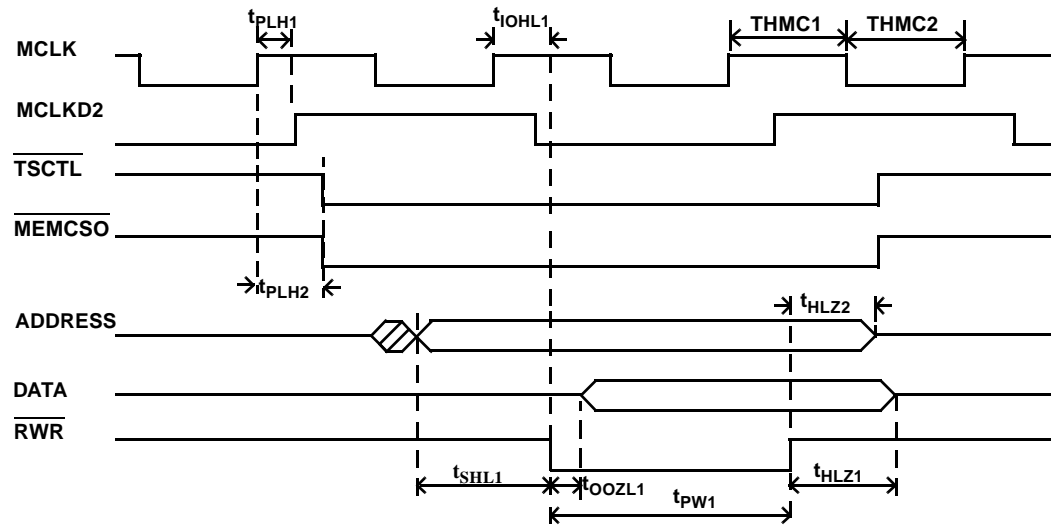 tPLH1
tIOHL1
THMC1
THMC2
MCLK
MCLKD2
TSCTL
MEMCSO
tPLH2
tHLZ2
ADDRESS
DATA
RWR
tSHL1
tOOZL1
tPW1
tHLZ1